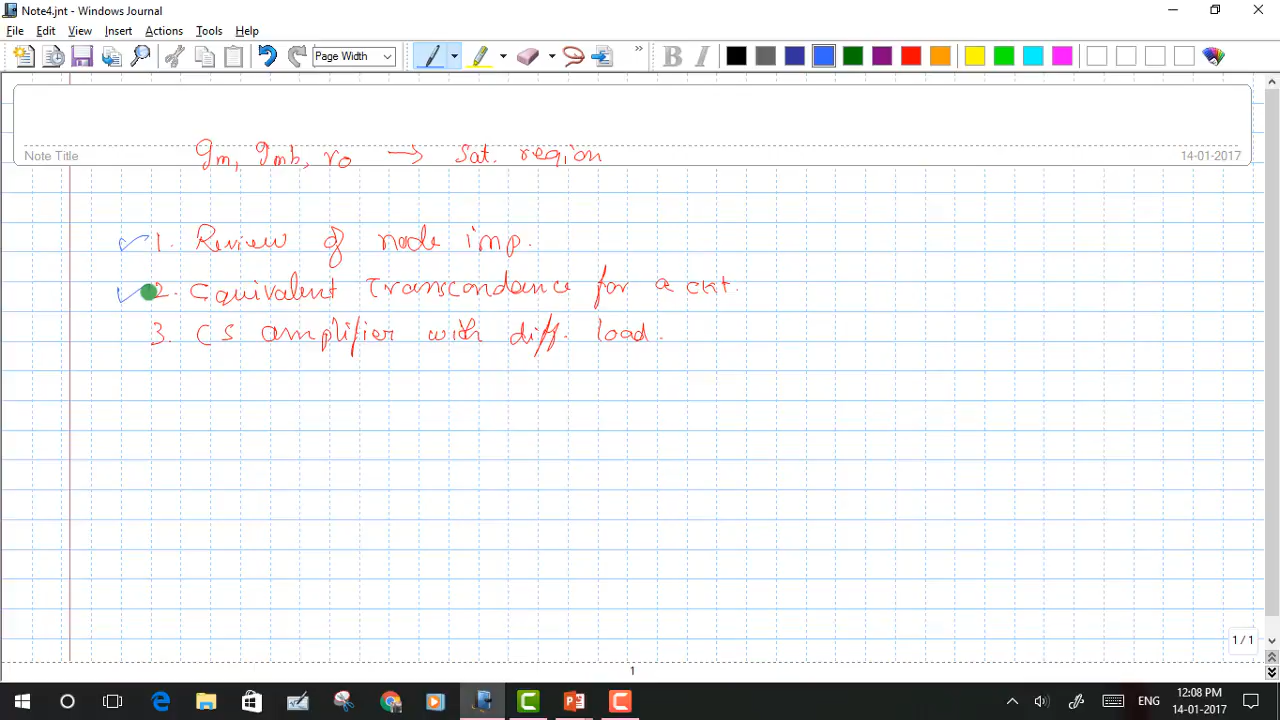 Note4.jnt - Windows Journal
File Edit View Insert Actions Tools Help
Page Width
B I
gm, gmb, ro → Sat. region
Note Title
14-01-2017
1. Review of node imp.
2. Equivalent Transcondance for a ckt.
3. CS amplifier with diff. load.
1 / 1
1
ENG
12:08 PM
14-01-2017